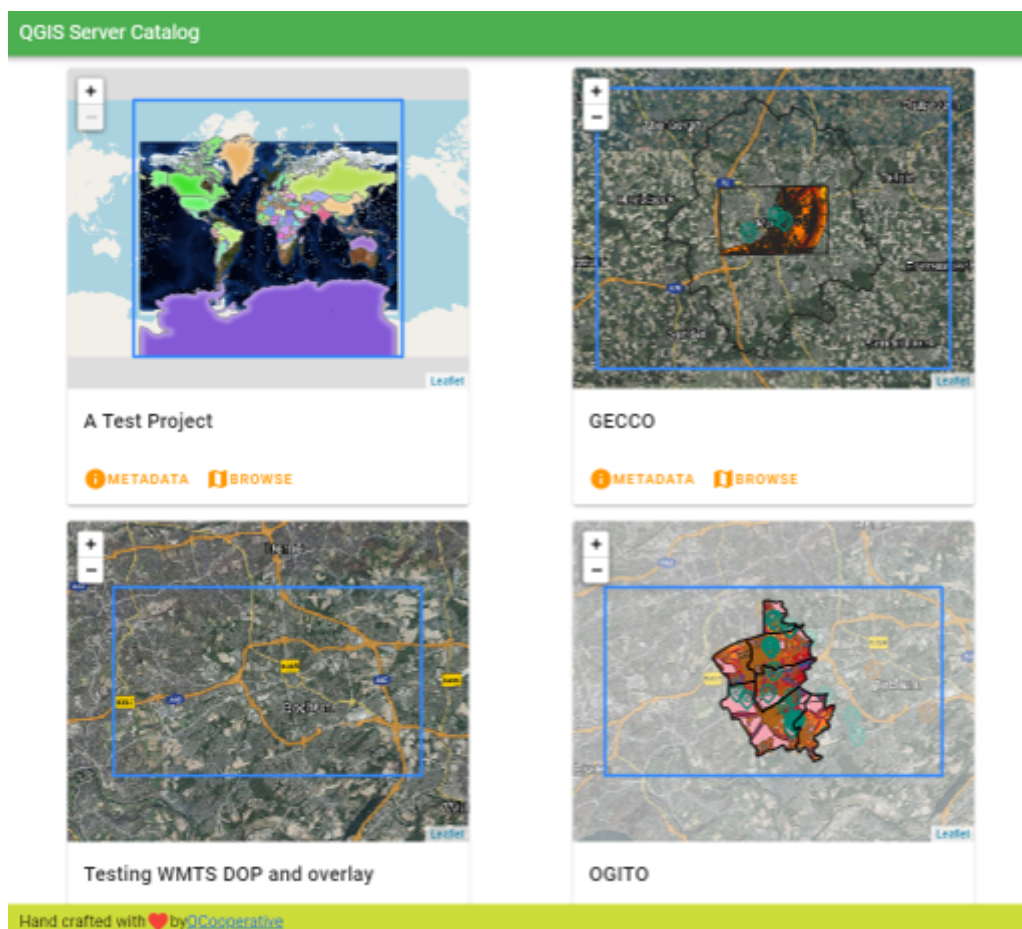 QGIS Server Catalog
+
−
Leaflet
A Test Project
METADATA BROWSE
+
−
Leaflet
GECCO
METADATA BROWSE
+
−
Leaflet
Testing WMTS DOP and overlay
+
−
Leaflet
OGITO
Hand crafted with ❤ by QCooperative